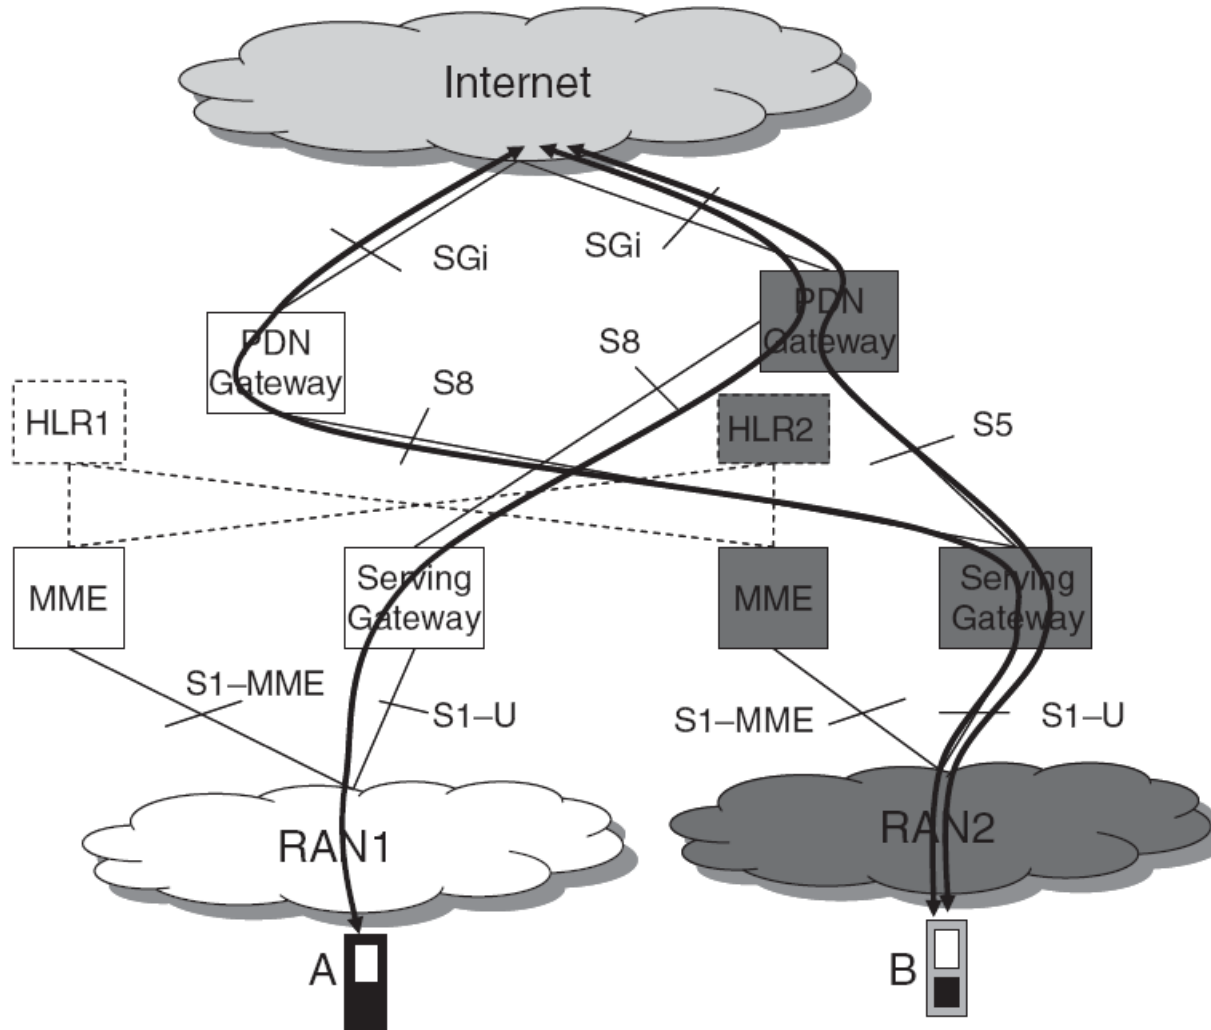 Internet
SGi
SGi
PDN
Gateway
PDN
Gateway
S8
S8
HLR1
HLR2
S5
MME
Serving
Gateway
MME
Serving
Gateway
S1–MME
S1–U
S1–MME
S1–U
RAN1
RAN2
A
B